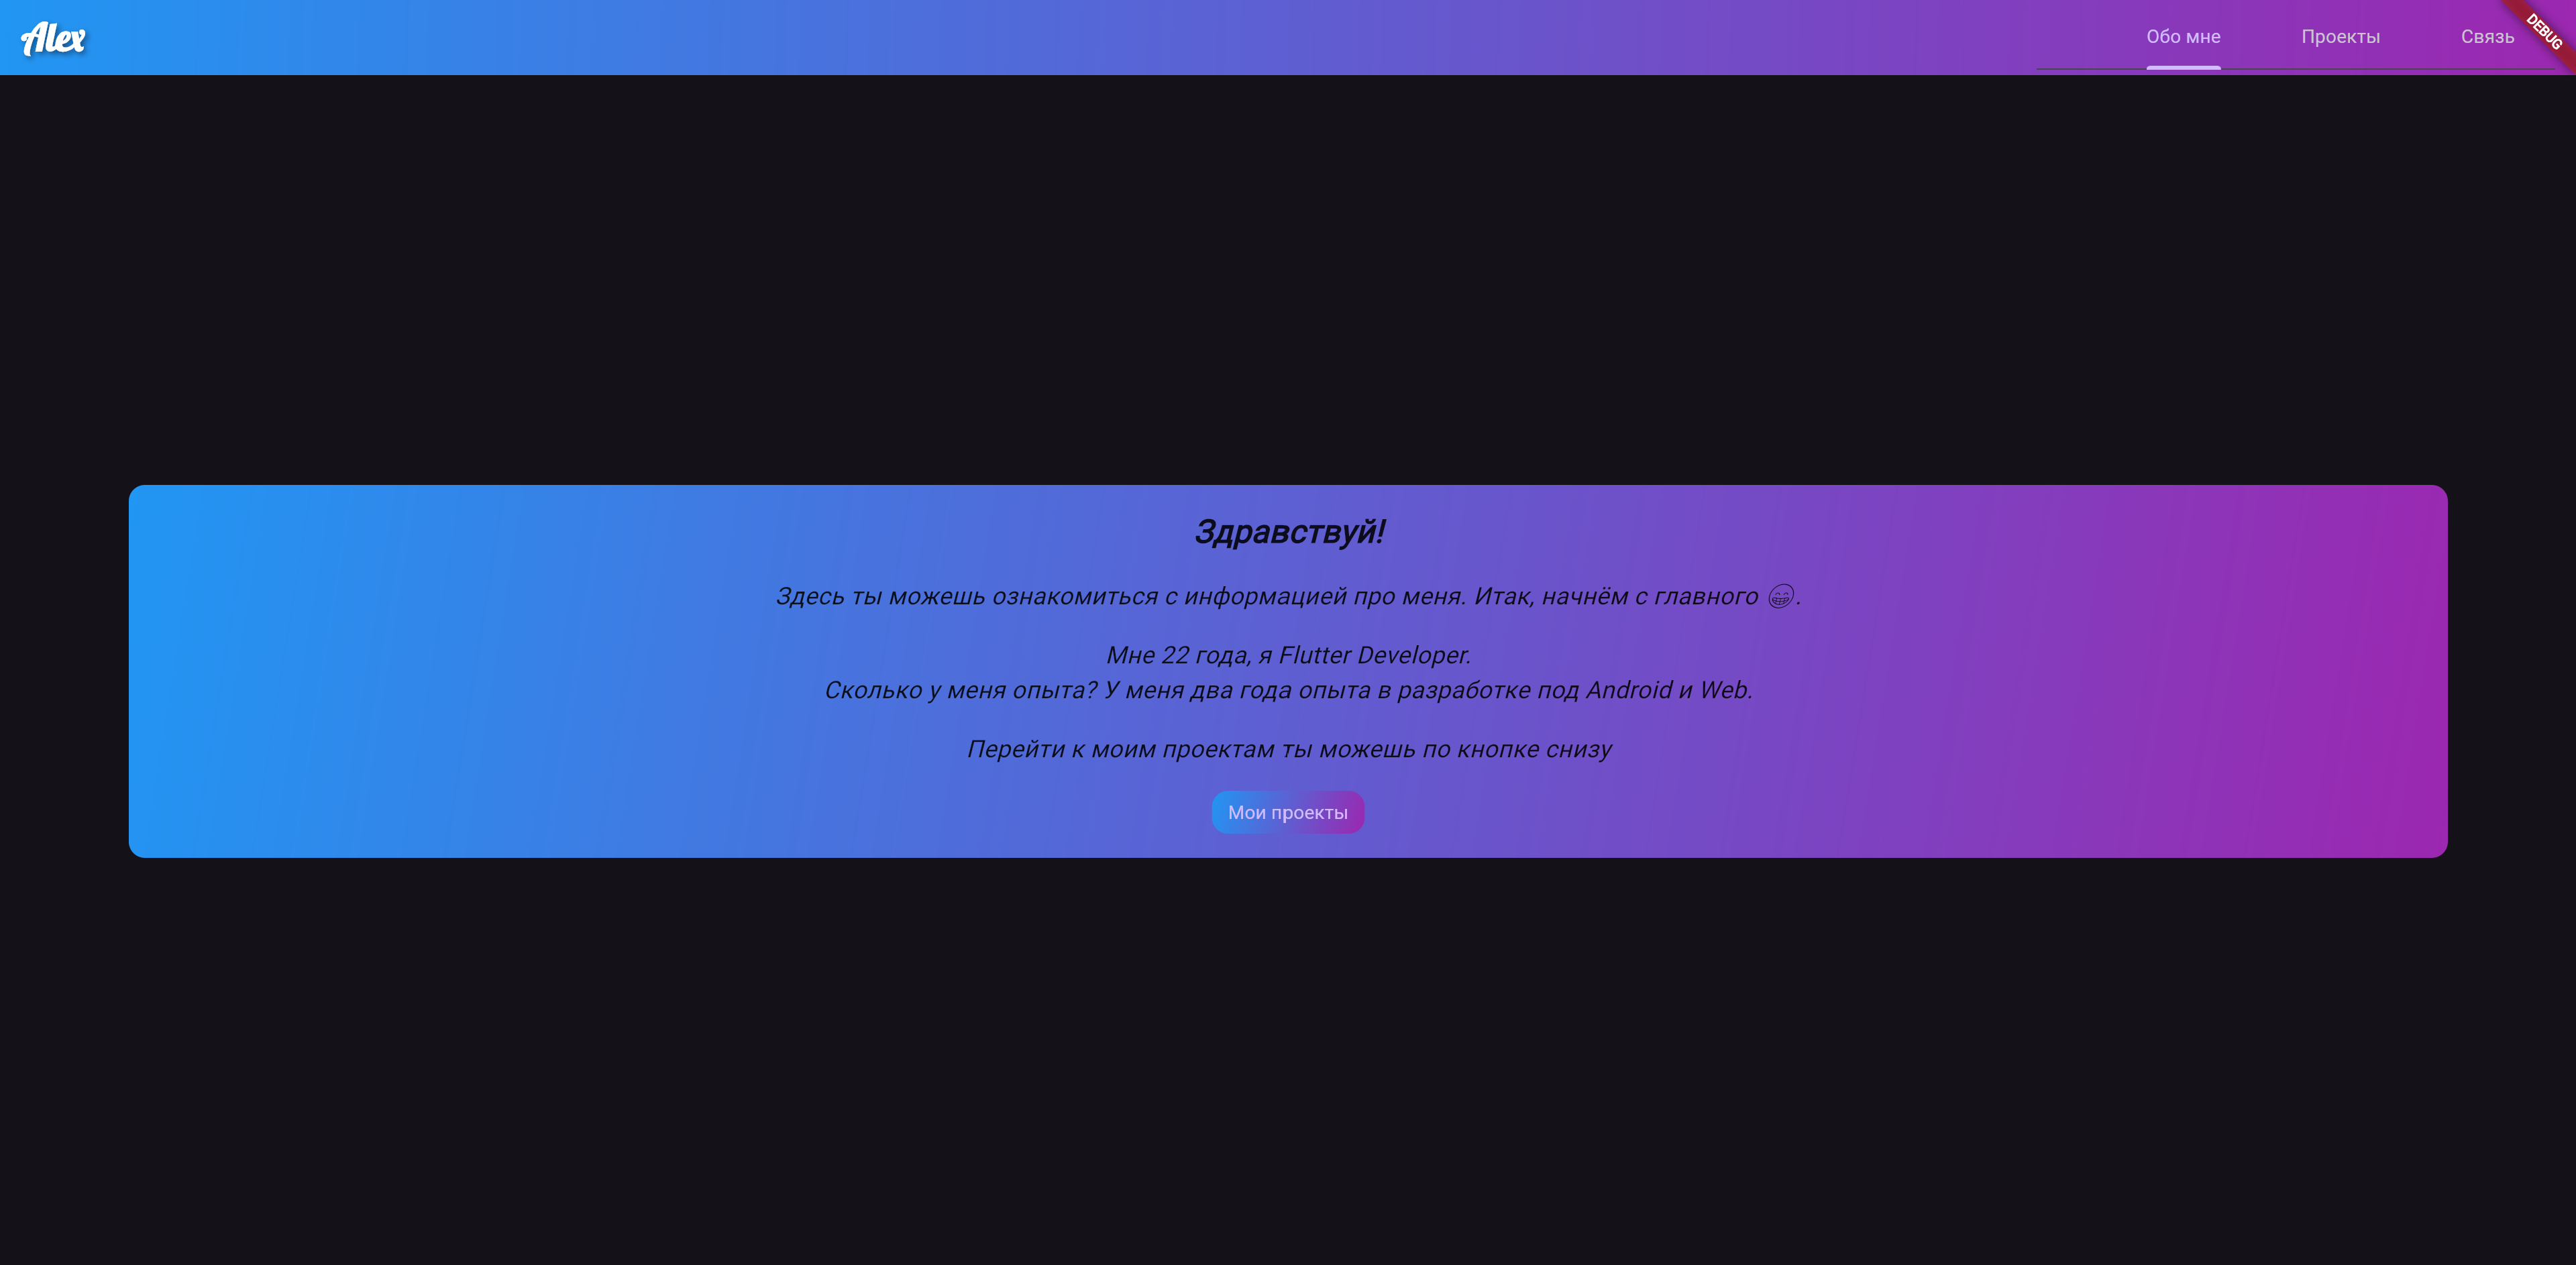 Alex
Обо мне
Проекты
Связь
DEBUG
Здравствуй!
Здесь ты можешь ознакомиться с информацией про меня. Итак, начнём с главного 😁.
Мне 22 года, я Flutter Developer.
Сколько у меня опыта? У меня два года опыта в разработке под Android и Web.
Перейти к моим проектам ты можешь по кнопке снизу
Мои проекты